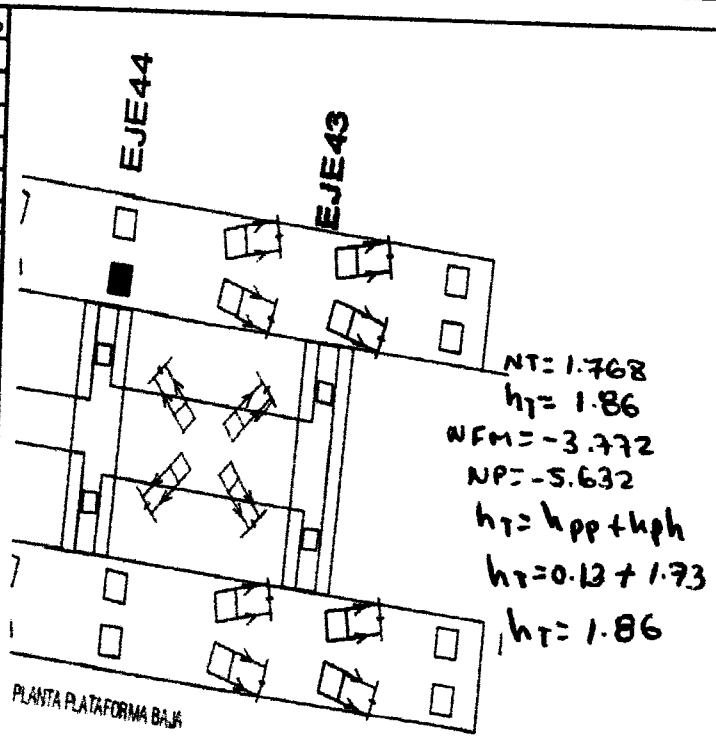 EJE44
EJE43
NT= 1.768
hT= 1.86
NFM= -3.772
NP= -5.632
hT= hpp + hph
hT= 0.13 + 1.73
hT= 1.86
PLANTA PLATAFORMA BAJA